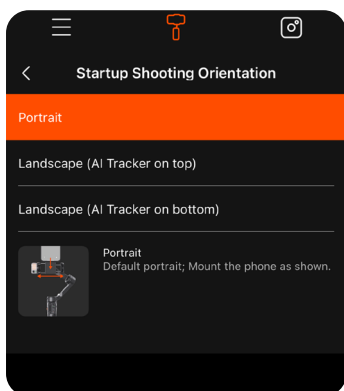 Startup Shooting Orientation
Portrait
Landscape (AI Tracker on top)
Landscape (AI Tracker on bottom)
Portrait
Default portrait; Mount the phone as shown.